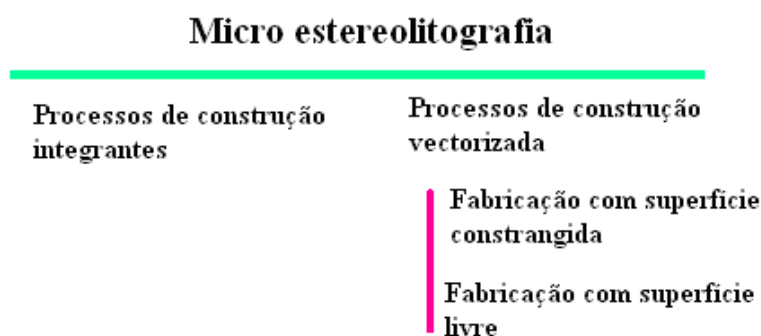 Micro estereolitografia
Processos de construção
integrantes
Processos de construção
vectorizada
Fabricação com superfície
constrangida
Fabricação com superfície
livre